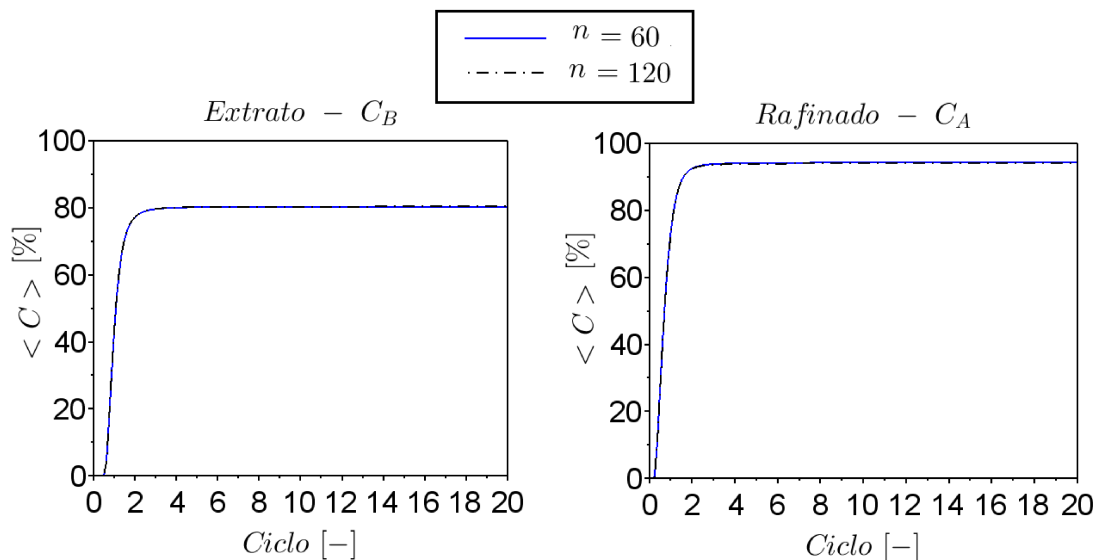 n = 60
n = 120
Extrato − C_B
< C > [%]
100
80
60
40
20
0
0 2 4 6 8 10 12 14 16 18 20
Ciclo [−]
Rafinado − C_A
< C > [%]
100
80
60
40
20
0
0 2 4 6 8 10 12 14 16 18 20
Ciclo [−]